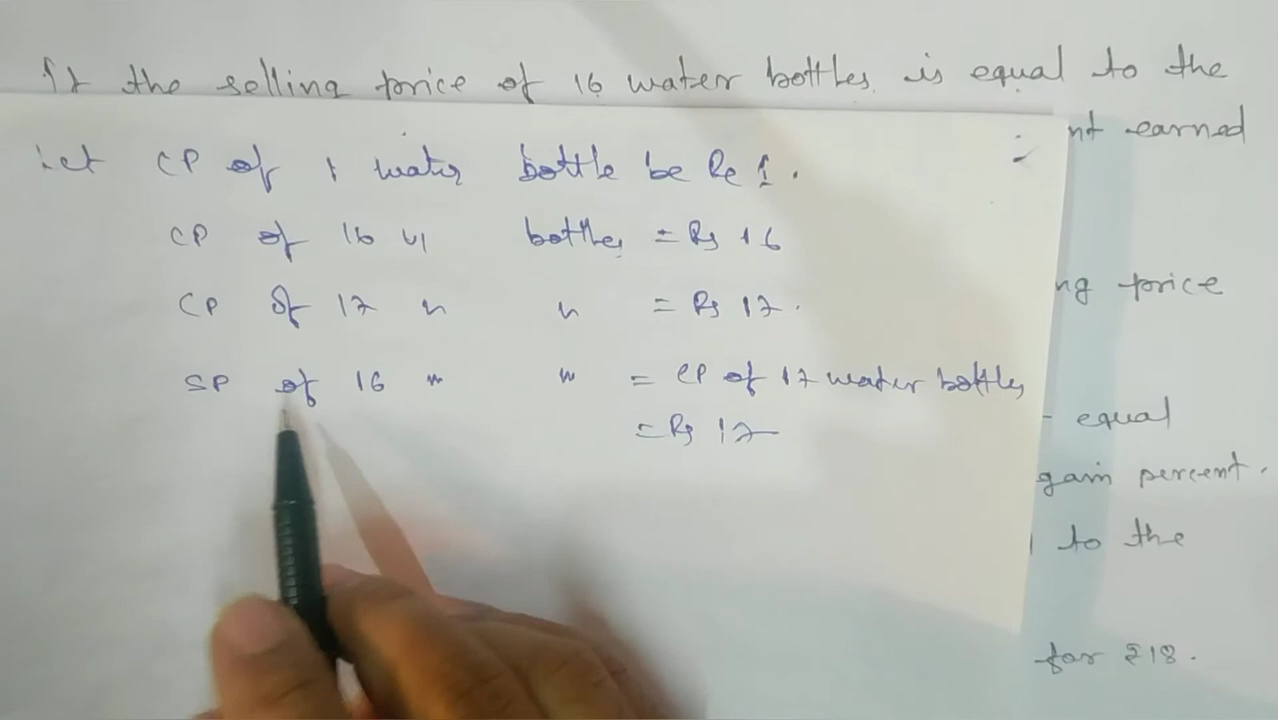 If the selling price of 16 water bottles is equal to the
nt earned
Let CP of 1 water bottle be Re 1.
CP of 16 " bottles = Rs 16
CP of 17 " " = Rs 17.
ng price
SP of 16 " " = CP of 17 water bottles
= Rs 17
equal
gain percent.
to the
for ₹18.